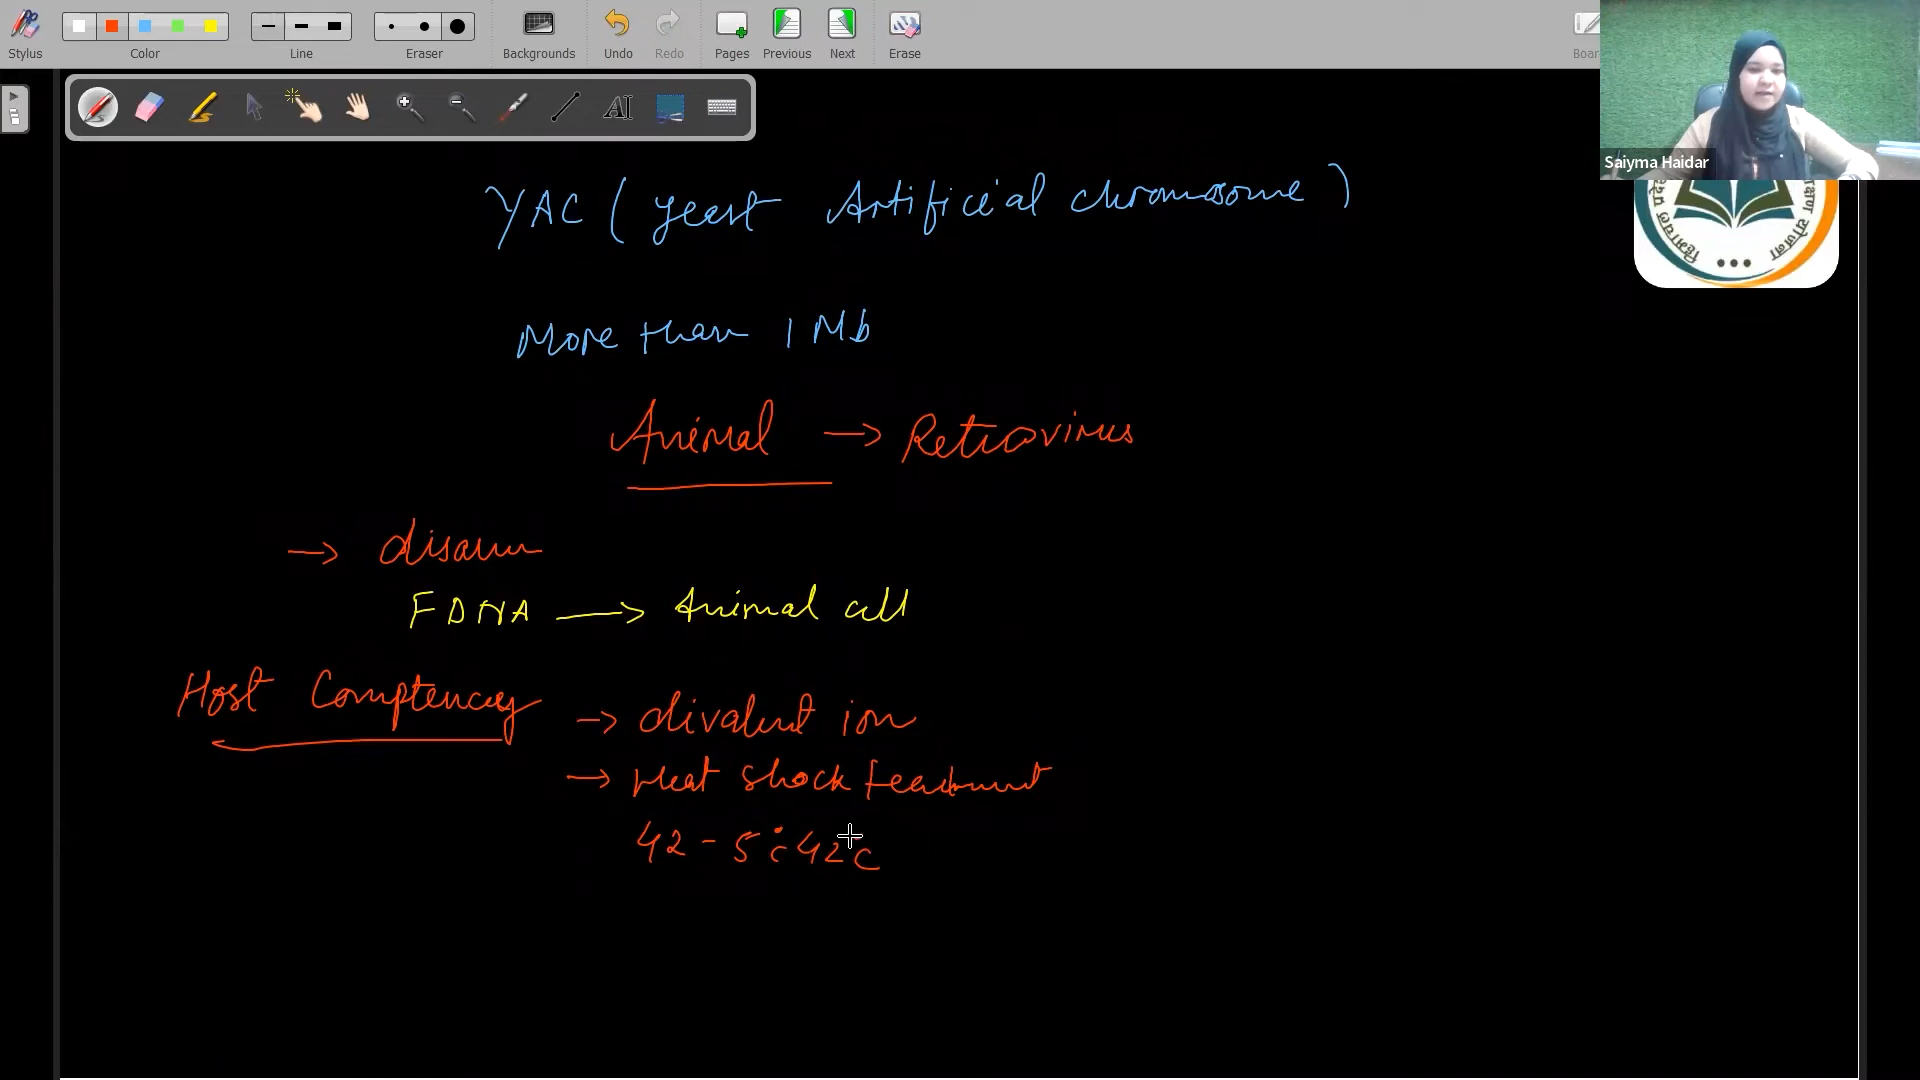 Stylus Color Line Eraser Backgrounds Undo Redo Pages Previous Next Erase
Saiyma Haidar
YAC ( yeast Artificial chromosome )
More than 1 Mb
Animal → Retrovirus
→ disarm
FDNA → Animal cell
Host Comptency → divalent ion
→ Heat shock treatment
42 - 5°c 42°c